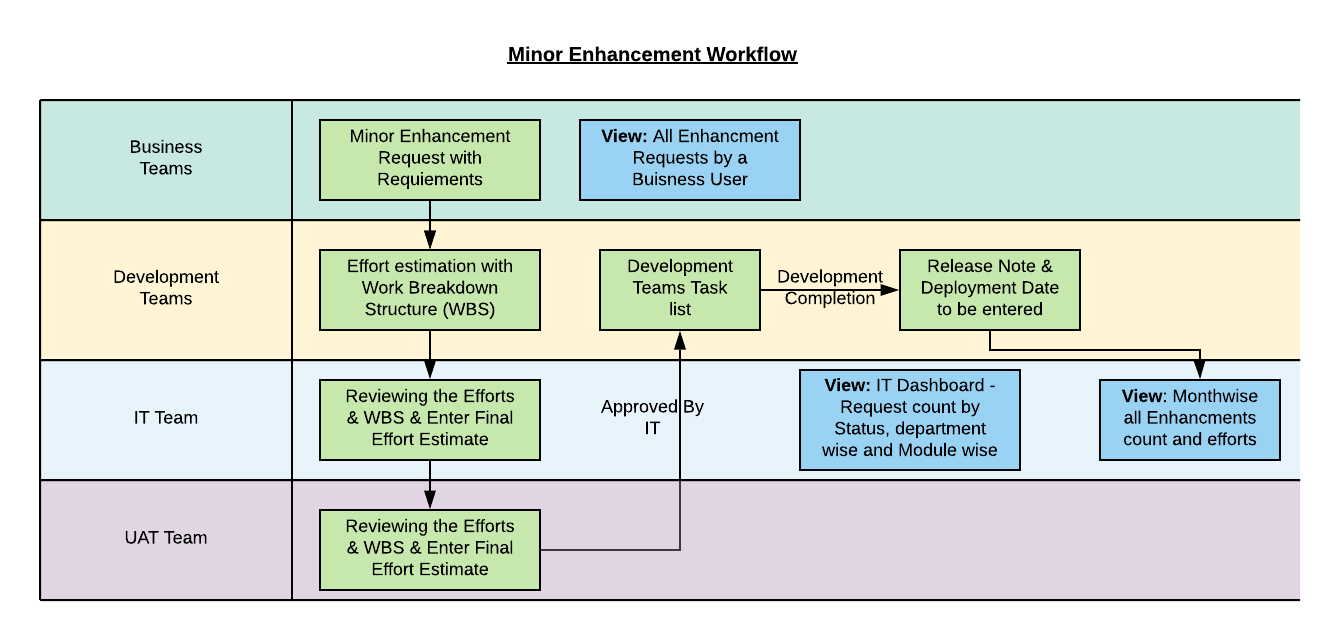 Minor Enhancement Workflow
Business
Teams
Minor Enhancement
Request with
Requiements
View: All Enhancment
Requests by a
Buisness User
Development
Teams
Effort estimation with
Work Breakdown
Structure (WBS)
Development
Teams Task
list
Development
Completion
Release Note &
Deployment Date
to be entered
IT Team
Reviewing the Efforts
& WBS & Enter Final
Effort Estimate
Approved By
IT
View: IT Dashboard -
Request count by
Status, department
wise and Module wise
View: Monthwise
all Enhancments
count and efforts
UAT Team
Reviewing the Efforts
& WBS & Enter Final
Effort Estimate